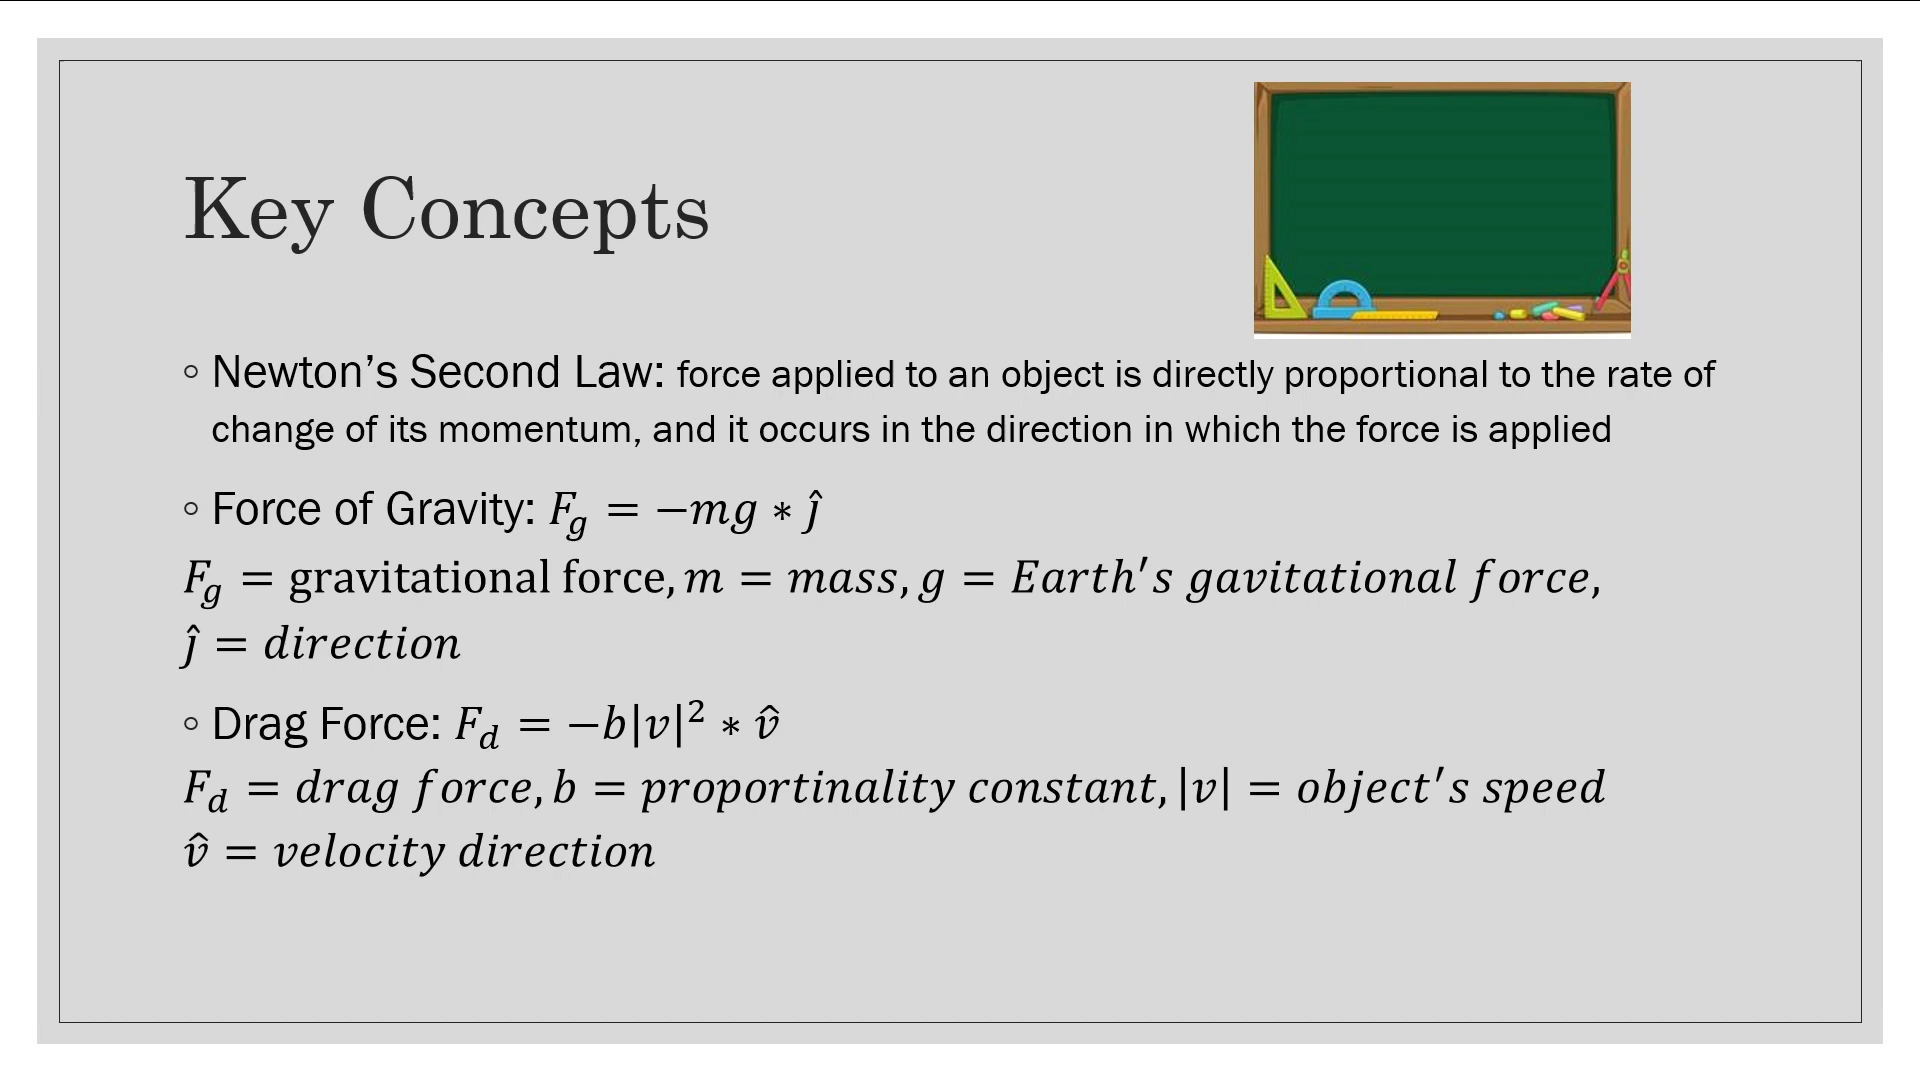 Key Concepts
◦ Newton’s Second Law: force applied to an object is directly proportional to the rate of
change of its momentum, and it occurs in the direction in which the force is applied
◦ Force of Gravity: F_g = −mg ∗ ĵ
F_g = gravitational force, m = mass, g = Earth′s gavitational force,
ĵ = direction
◦ Drag Force: F_d = −b|v|² ∗ v̂
F_d = drag force, b = proportinality constant, |v| = object′s speed
v̂ = velocity direction